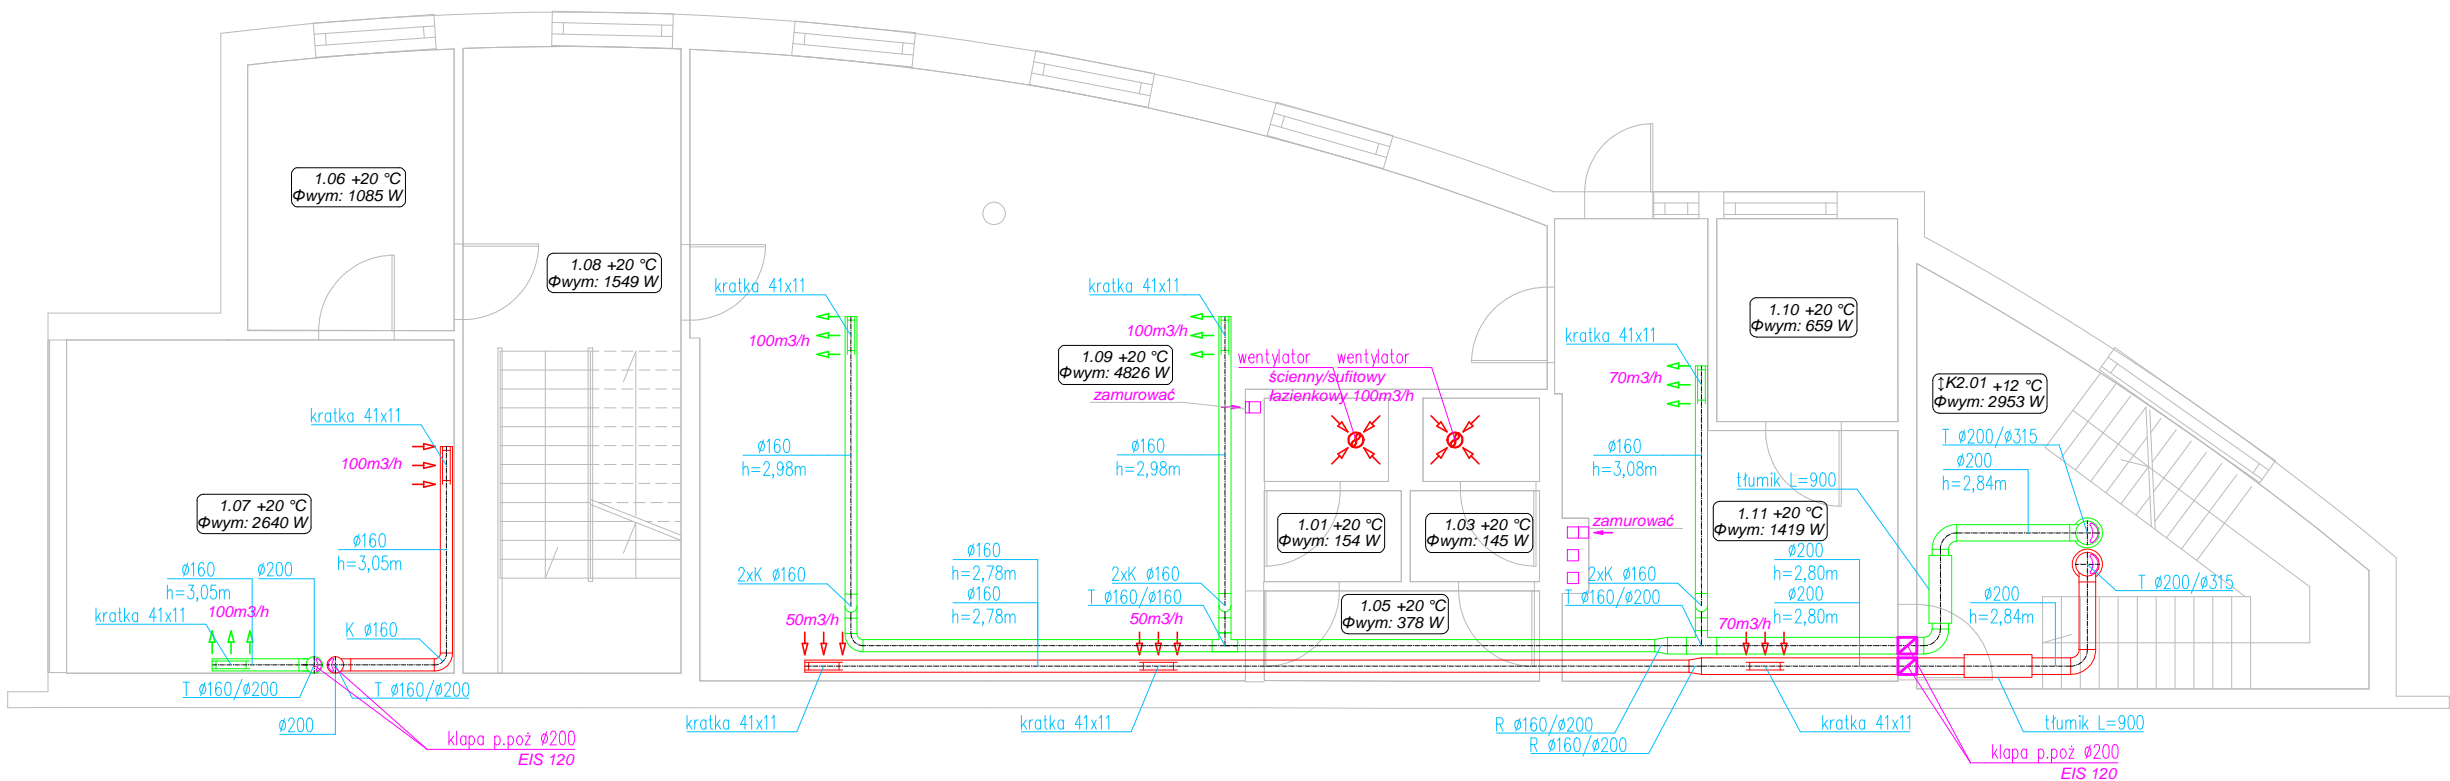 1.06 +20 °C
Φwym: 1085 W
1.08 +20 °C
Φwym: 1549 W
kratka 41x11
100m3/h
kratka 41x11
100m3/h
1.09 +20 °C
Φwym: 4826 W
wentylator
wentylator
ścienny/sufitowy
łazienkowy 100m3/h
zamurować
kratka 41x11
70m3/h
1.10 +20 °C
Φwym: 659 W
↕K2.01 +12 °C
Φwym: 2953 W
kratka 41x11
100m3/h
ø160
h=2,98m
ø160
h=2,98m
ø160
h=3,08m
T ø200/ø315
ø200
h=2,84m
tłumik L=900
1.07 +20 °C
Φwym: 2640 W
1.01 +20 °C
Φwym: 154 W
1.03 +20 °C
Φwym: 145 W
zamurować
1.11 +20 °C
Φwym: 1419 W
ø160
h=3,05m
ø160
h=3,05m
ø200
kratka 41x11
100m3/h
K ø160
2xK ø160
ø160
h=2,78m
ø160
h=2,78m
2xK ø160
T ø160/ø160
2xK ø160
T ø160/ø200
ø200
h=2,80m
ø200
h=2,80m
ø200
h=2,84m
T ø200/ø315
1.05 +20 °C
Φwym: 378 W
50m3/h
50m3/h
70m3/h
T ø160/ø200
T ø160/ø200
ø200
klapa p.poż ø200
EIS 120
kratka 41x11
kratka 41x11
R ø160/ø200
R ø160/ø200
kratka 41x11
tłumik L=900
klapa p.poż ø200
EIS 120